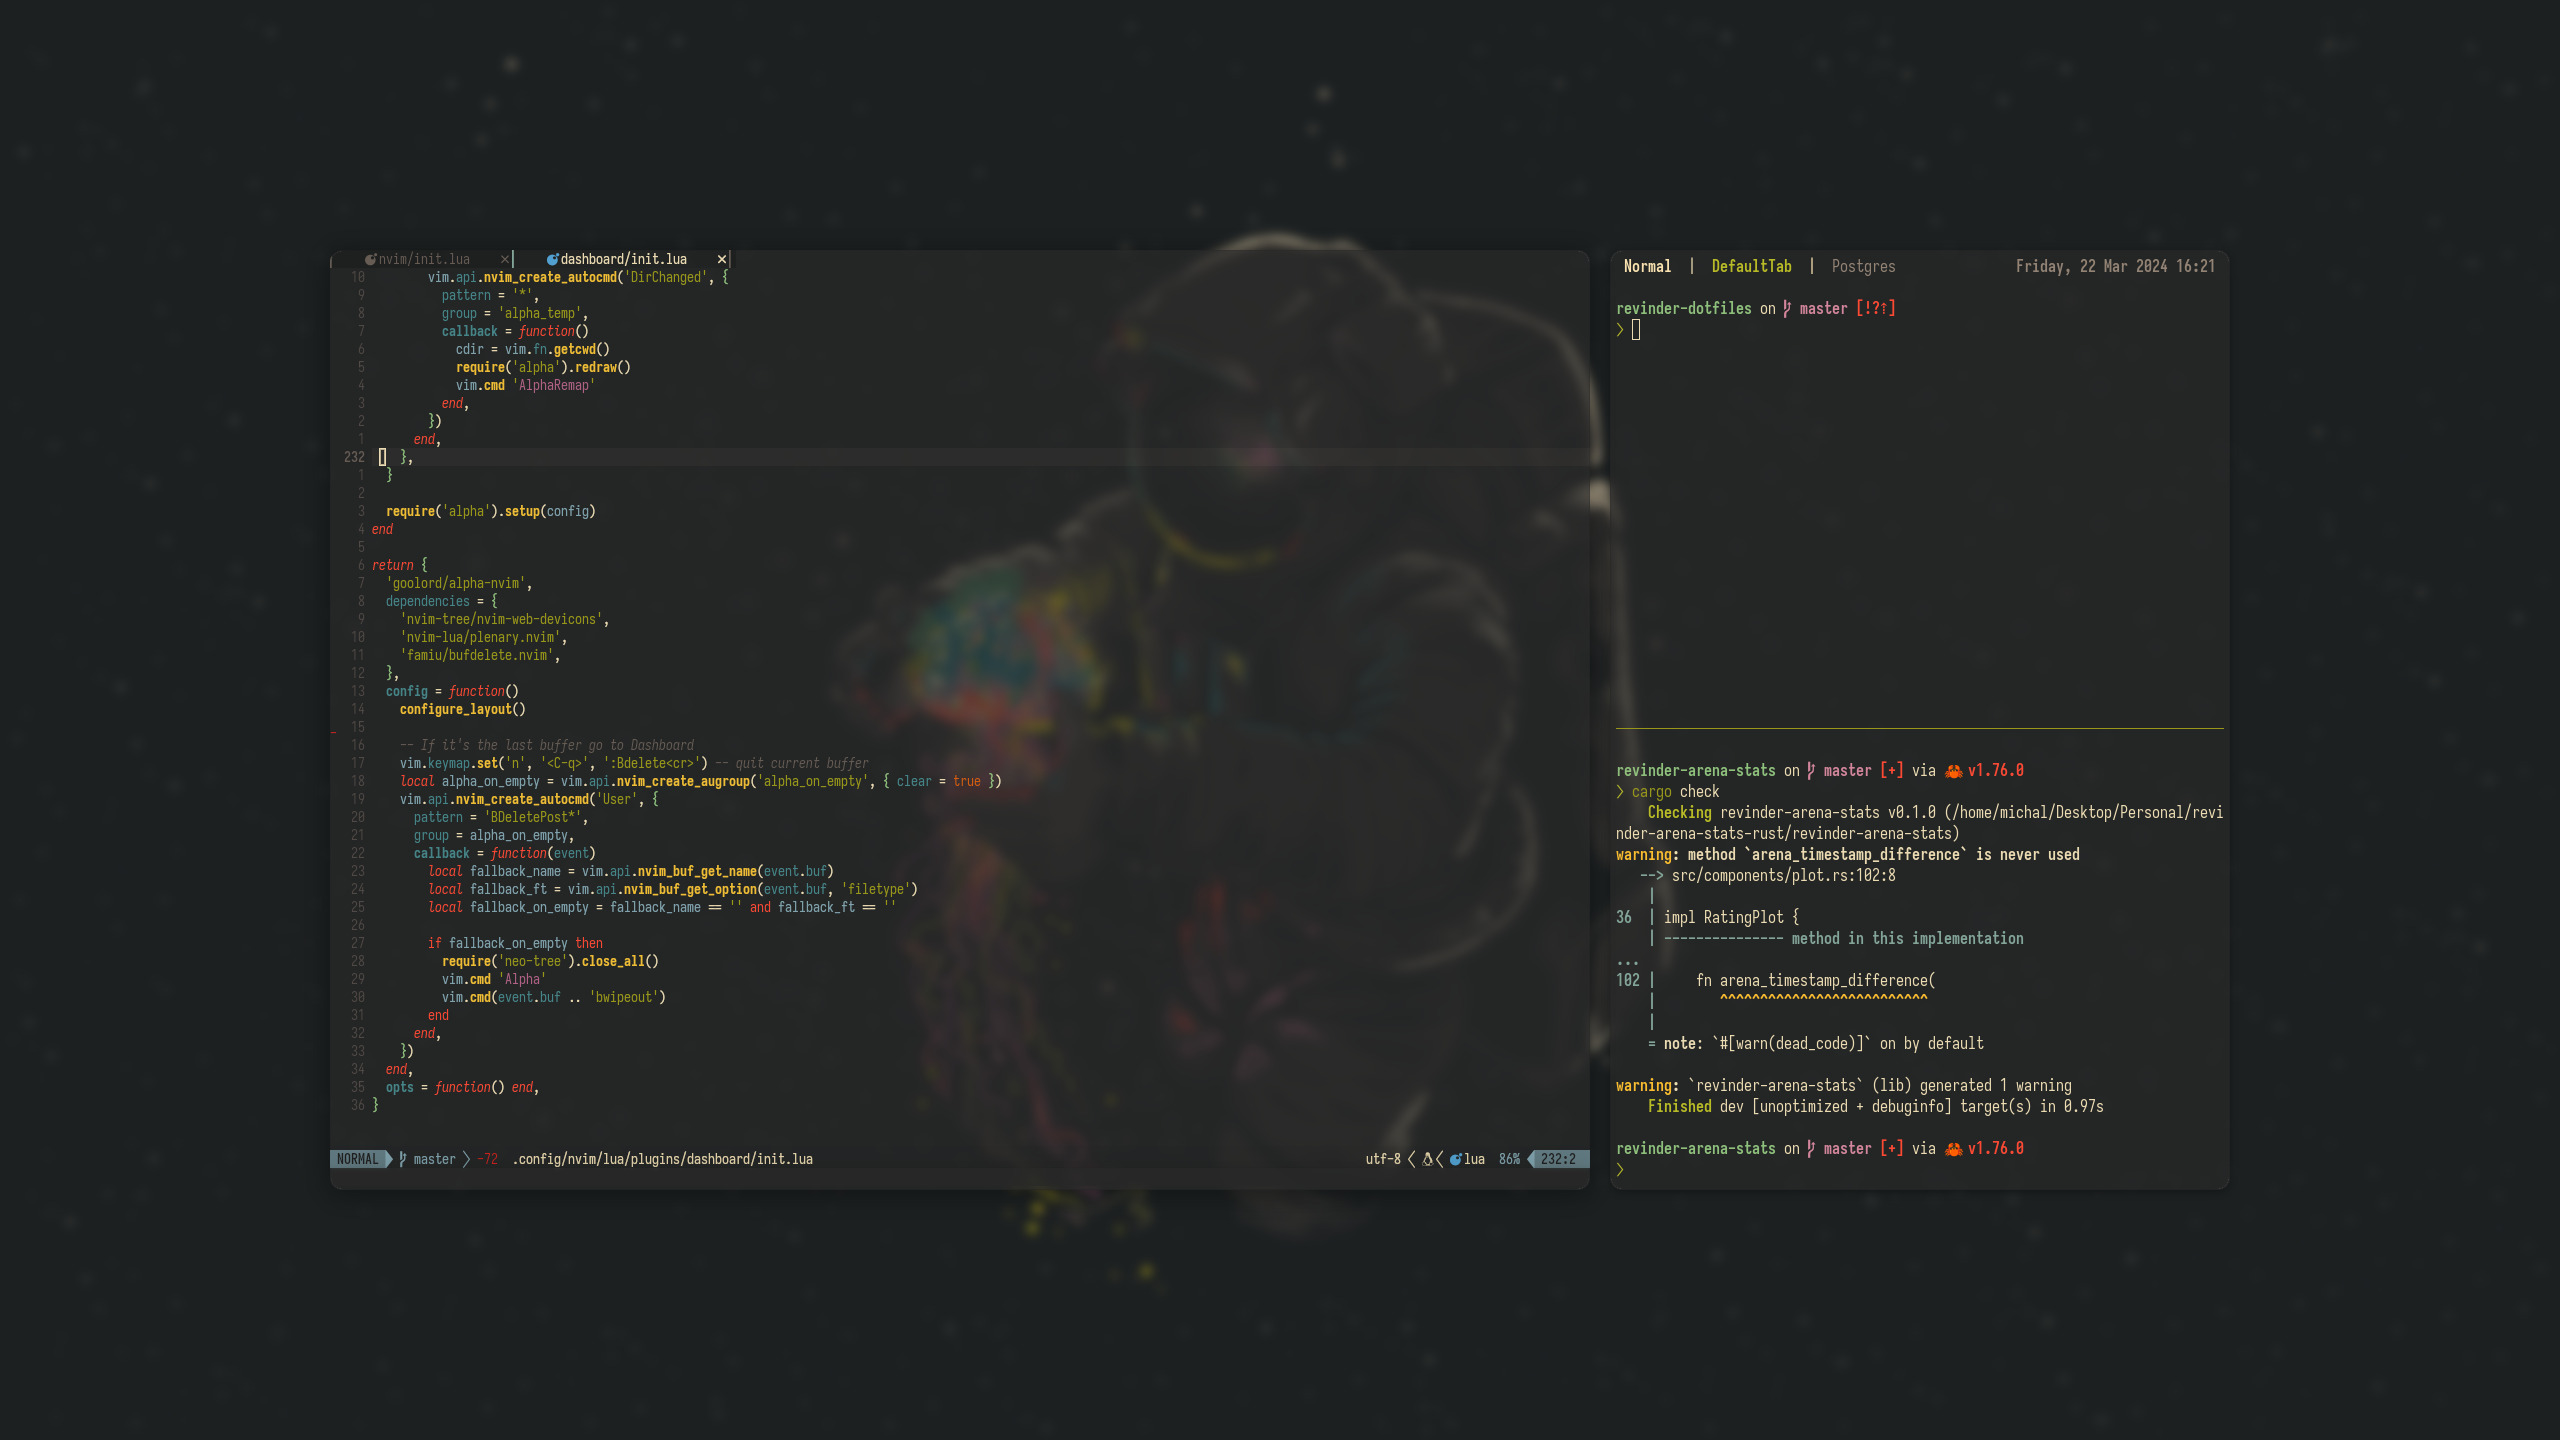 nvim/init.lua × dashboard/init.lua ×
10 vim.api.nvim_create_autocmd('DirChanged', {
9 pattern = '*',
8 group = 'alpha_temp',
7 callback = function()
6 cdir = vim.fn.getcwd()
5 require('alpha').redraw()
4 vim.cmd 'AlphaRemap'
3 end,
2 })
1 end,
232 },
1 }
2
3 require('alpha').setup(config)
4 end
5
6 return {
7 'goolord/alpha-nvim',
8 dependencies = {
9 'nvim-tree/nvim-web-devicons',
10 'nvim-lua/plenary.nvim',
11 'famiu/bufdelete.nvim',
12 },
13 config = function()
14 configure_layout()
15
16 -- If it's the last buffer go to Dashboard
17 vim.keymap.set('n', '<C-q>', ':Bdelete<cr>') -- quit current buffer
18 local alpha_on_empty = vim.api.nvim_create_augroup('alpha_on_empty', { clear = true })
19 vim.api.nvim_create_autocmd('User', {
20 pattern = 'BDeletePost*',
21 group = alpha_on_empty,
22 callback = function(event)
23 local fallback_name = vim.api.nvim_buf_get_name(event.buf)
24 local fallback_ft = vim.api.nvim_buf_get_option(event.buf, 'filetype')
25 local fallback_on_empty = fallback_name == '' and fallback_ft == ''
26
27 if fallback_on_empty then
28 require('neo-tree').close_all()
29 vim.cmd 'Alpha'
30 vim.cmd(event.buf .. 'bwipeout')
31 end
32 end,
33 })
34 end,
35 opts = function() end,
36 }
NORMAL master -72 .config/nvim/lua/plugins/dashboard/init.lua utf-8 lua 86% 232:2
Normal | DefaultTab | Postgres Friday, 22 Mar 2024 16:21
revinder-dotfiles on master [!?⇡]
❯
revinder-arena-stats on master [+] via 🦀 v1.76.0
❯ cargo check
Checking revinder-arena-stats v0.1.0 (/home/michal/Desktop/Personal/revi
nder-arena-stats-rust/revinder-arena-stats)
warning: method `arena_timestamp_difference` is never used
--> src/components/plot.rs:102:8
|
36 | impl RatingPlot {
| --------------- method in this implementation
...
102 | fn arena_timestamp_difference(
| ^^^^^^^^^^^^^^^^^^^^^^^^^^
|
= note: `#[warn(dead_code)]` on by default
warning: `revinder-arena-stats` (lib) generated 1 warning
Finished dev [unoptimized + debuginfo] target(s) in 0.97s
revinder-arena-stats on master [+] via 🦀 v1.76.0
❯